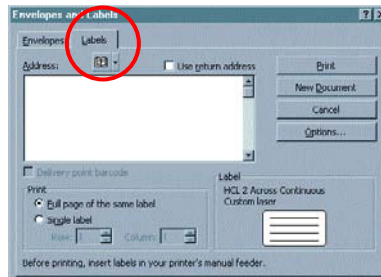 Envelopes and Labels
Envelopes Labels
Address:
Use return address
Print
New Document
Cancel
Options...
Delivery point barcode
Print
Full page of the same label
Single label
Row: 1 Column: 1
Label
HCL 2 Across Continuous
Custom laser
Before printing, insert labels in your printer's manual feeder.